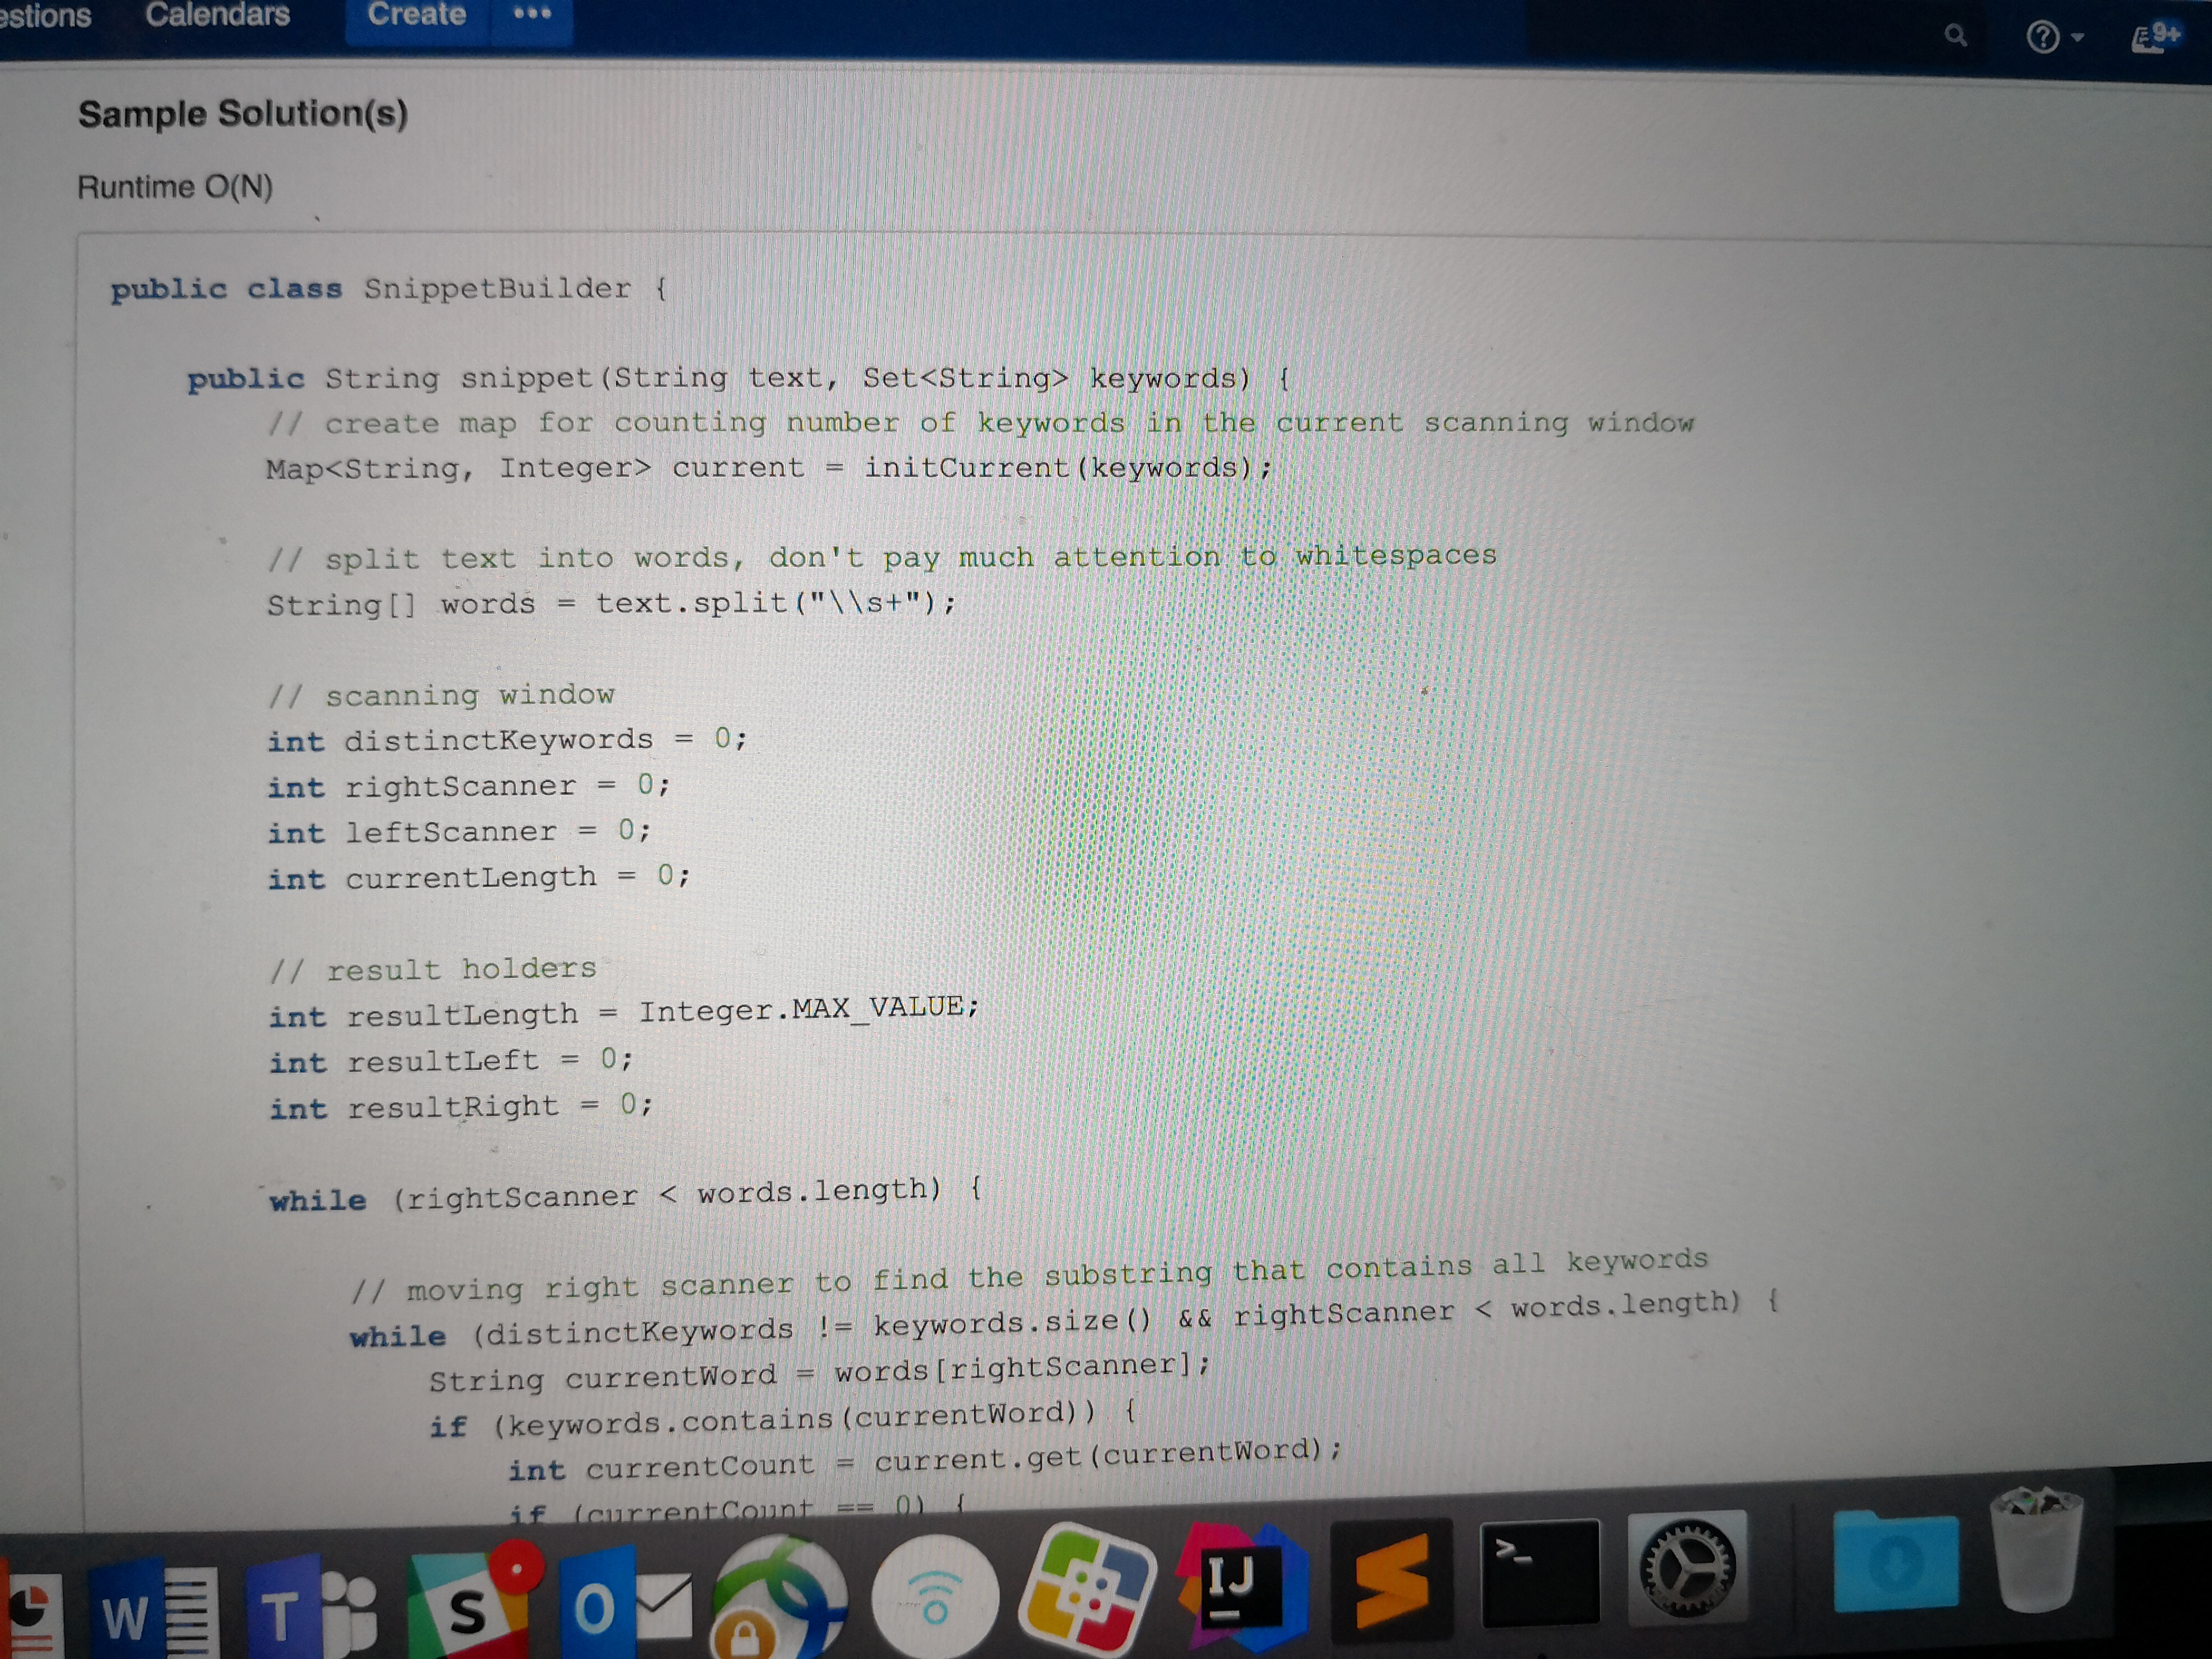 Calendars Create •••
? 9+
Sample Solution(s)
Runtime O(N)
public class SnippetBuilder {
public String snippet(String text, Set<String> keywords) {
// create map for counting number of keywords in the current scanning window
Map<String, Integer> current = initCurrent(keywords);
// split text into words, don't pay much attention to whitespaces
String[] words = text.split("\\s+");
// scanning window
int distinctKeywords = 0;
int rightScanner = 0;
int leftScanner = 0;
int currentLength = 0;
// result holders
int resultLength = Integer.MAX_VALUE;
int resultLeft = 0;
int resultRight = 0;
while (rightScanner < words.length) {
// moving right scanner to find the substring that contains all keywords
while (distinctKeywords != keywords.size() && rightScanner < words.length) {
String currentWord = words[rightScanner];
if (keywords.contains(currentWord)) {
int currentCount = current.get(currentWord);
if (currentCount == 0) {
W T S O IJ >_